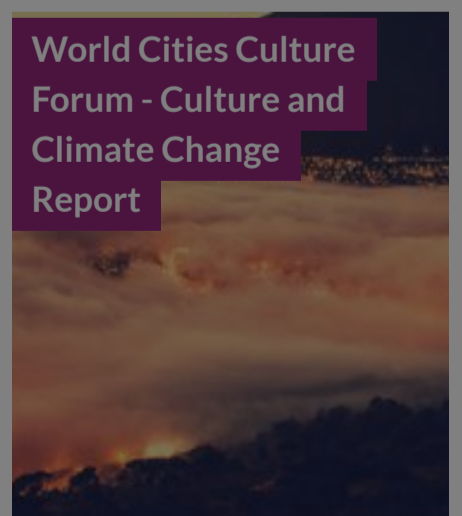 World Cities Culture
Forum - Culture and
Climate Change
Report